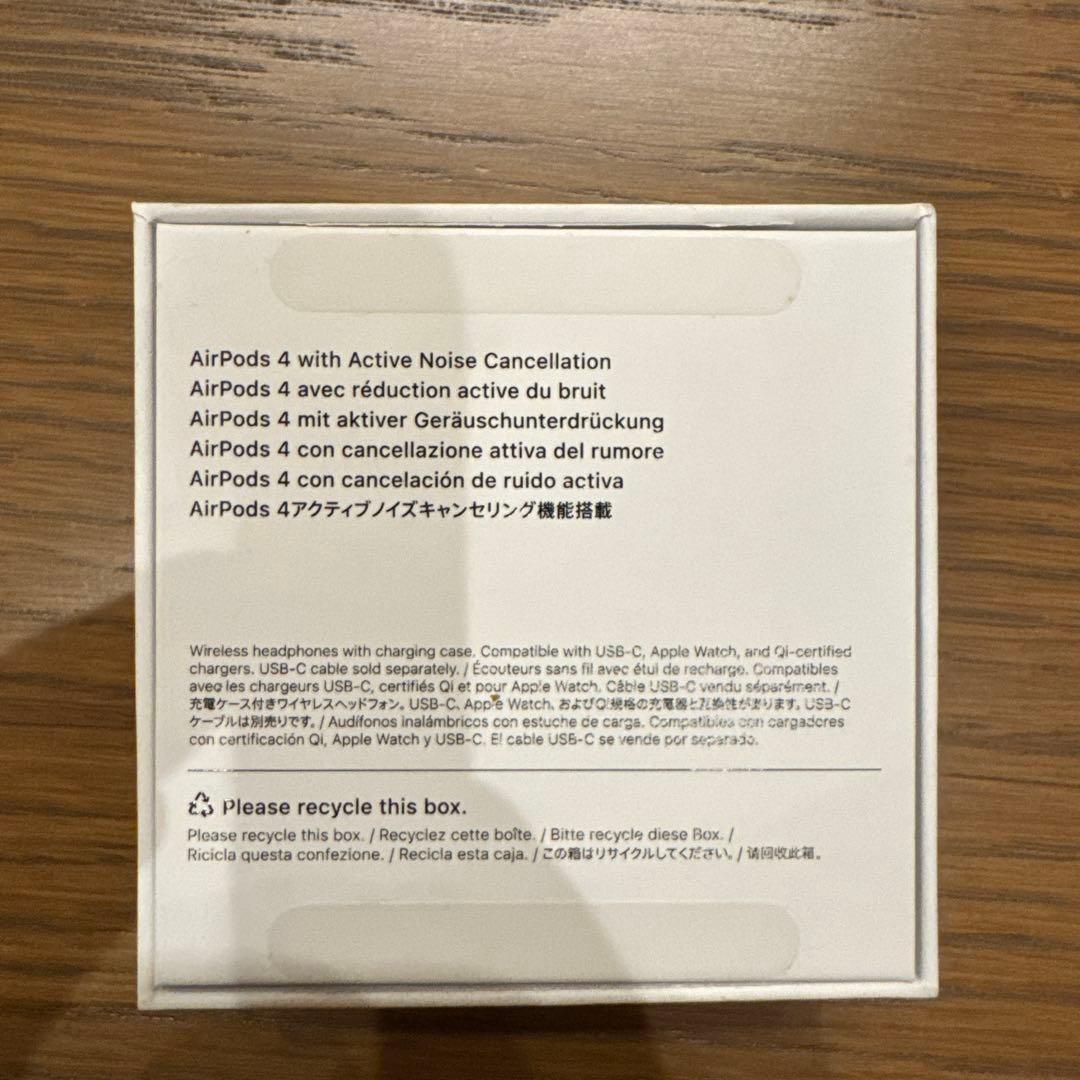 AirPods 4 with Active Noise Cancellation
AirPods 4 avec réduction active du bruit
AirPods 4 mit aktiver Geräuschunterdrückung
AirPods 4 con cancellazione attiva del rumore
AirPods 4 con cancelación de ruido activa
AirPods 4アクティブノイズキャンセリング機能搭載
Wireless headphones with charging case. Compatible with USB-C, Apple Watch, and Qi-certified
chargers. USB-C cable sold separately. / Écouteurs sans fil avec étui de recharge. Compatibles
avec les chargeurs USB-C, certifiés Qi et pour Apple Watch. Câble USB-C vendu séparément. /
充電ケース付きワイヤレスヘッドフォン。USB-C、Apple Watch、およびQi規格の充電器と互換性があります。USB-C
ケーブルは別売りです。/ Audífonos inalámbricos con estuche de carga. Compatibles con cargadores
con certificación Qi, Apple Watch y USB-C. El cable USB-C se vende por separado.
Please recycle this box.
Please recycle this box. / Recyclez cette boîte. / Bitte recycle diese Box. /
Ricicla questa confezione. / Recicla esta caja. / この箱はリサイクルしてください。/ 请回收此箱。